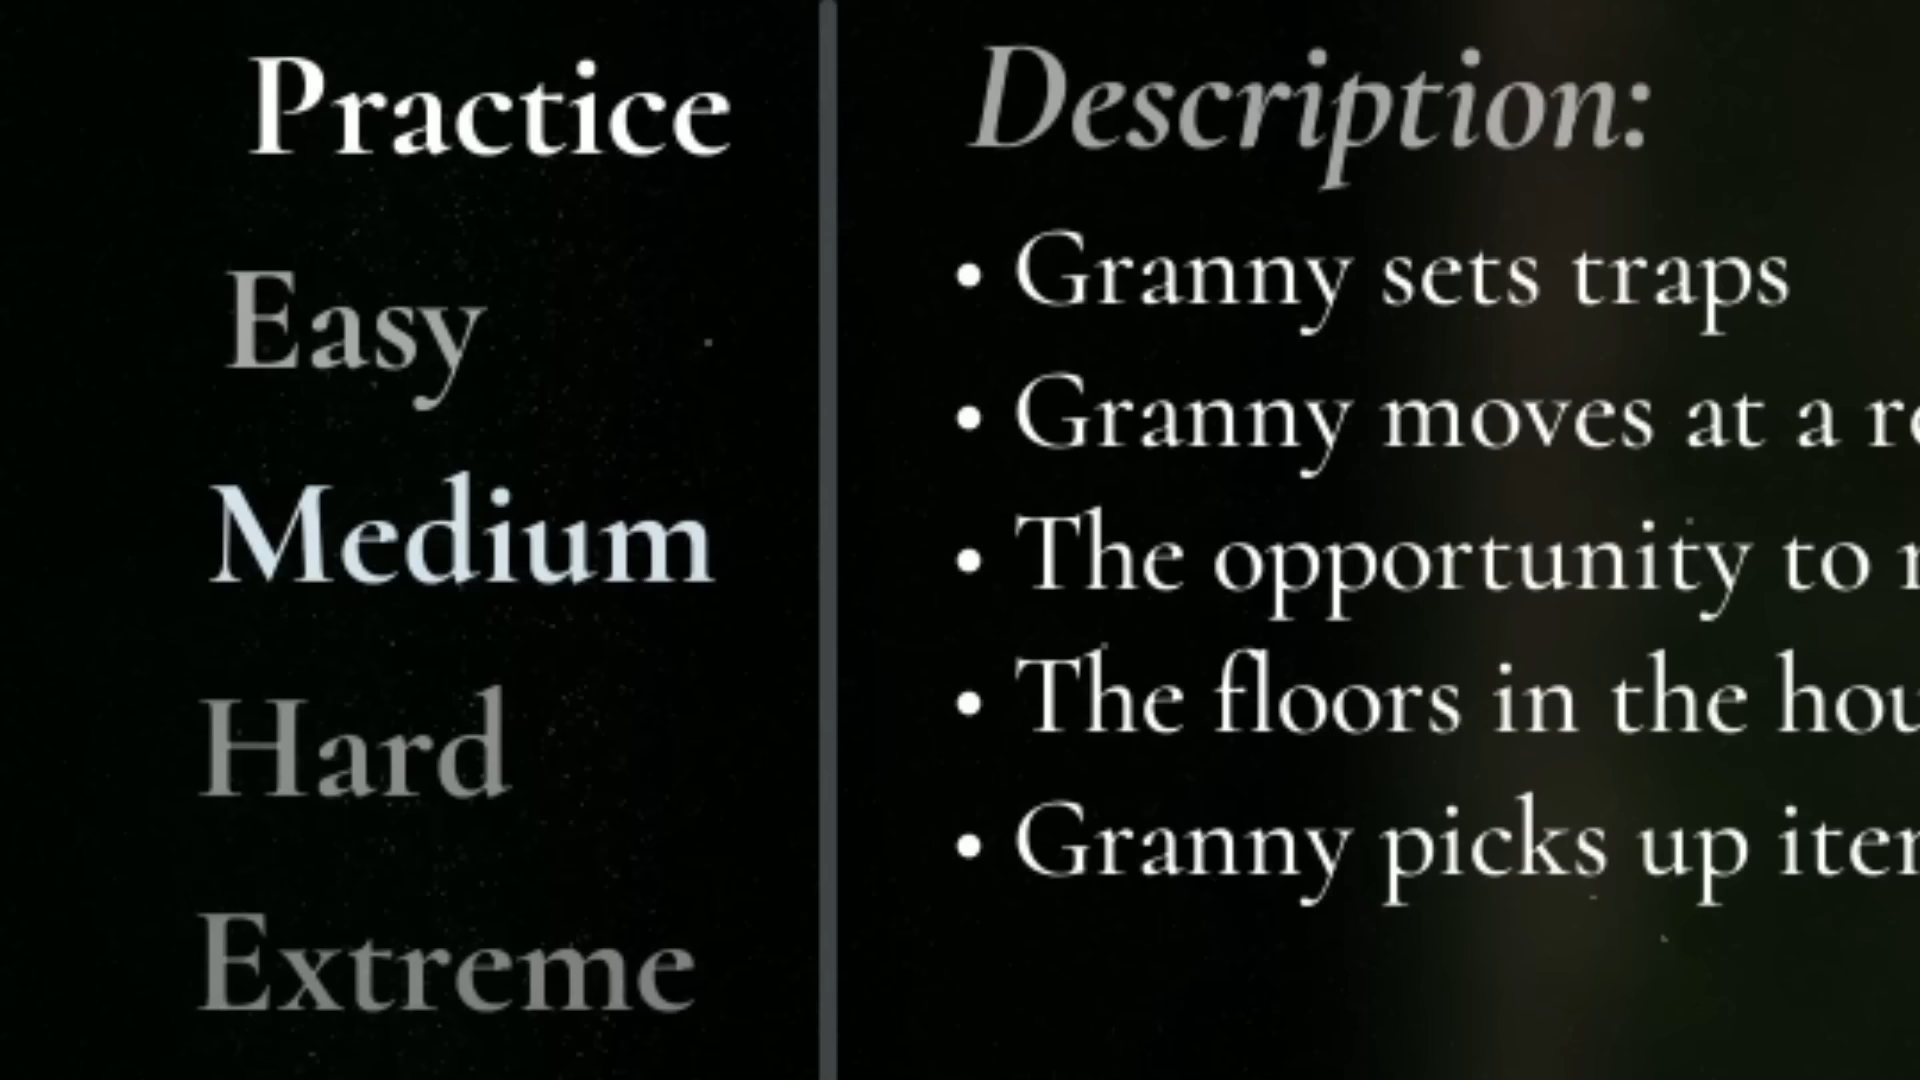 Practice
Easy
Medium
Hard
Extreme
Description:
• Granny sets traps
• Granny moves at a
• The opportunity to
• The floors in the
• Granny picks up